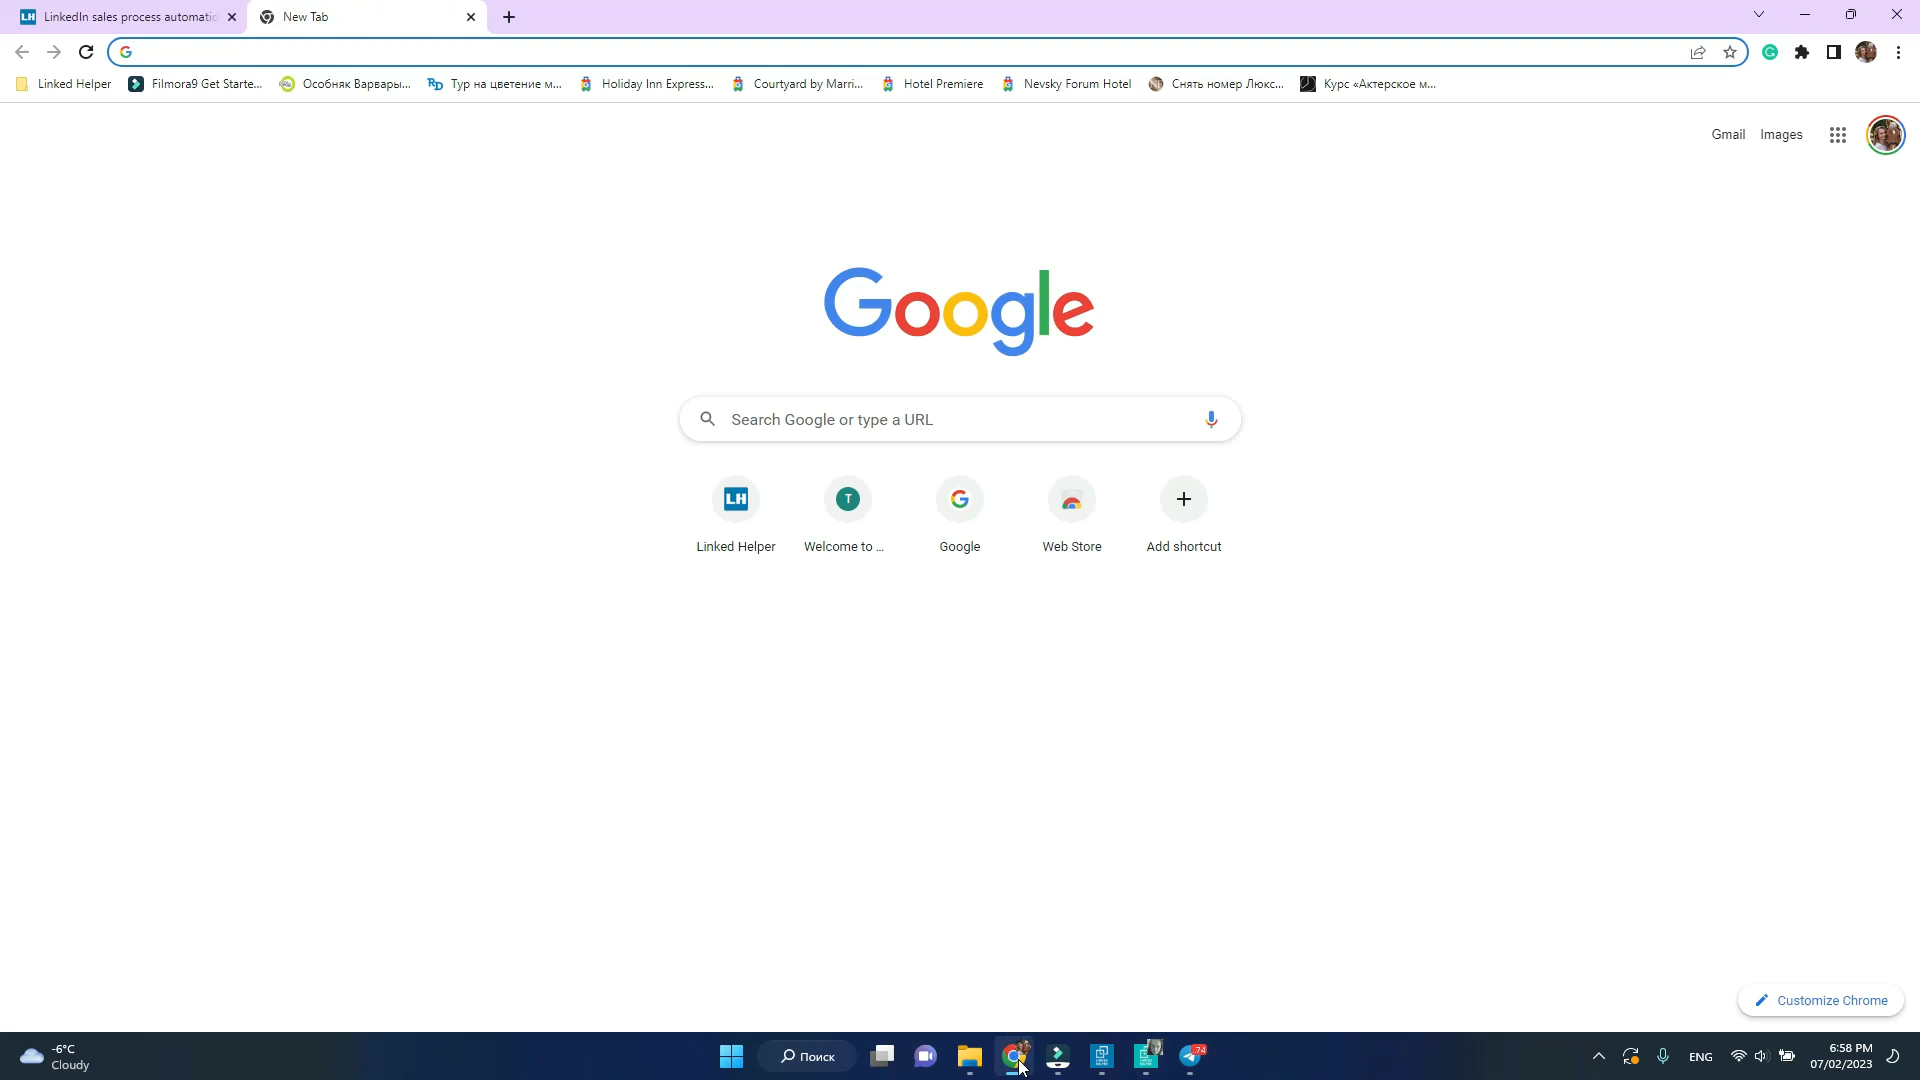 LinkedIn sales process automatio
New Tab
Linked Helper
Filmora9 Get Starte...
Особняк Варвары...
Тур на цветение м...
Holiday Inn Express...
Courtyard by Marri...
Hotel Premiere
Nevsky Forum Hotel
Снять номер Люкс...
Курс «Актерское м...
Gmail
Images
Google
Search Google or type a URL
LH
T
Linked Helper
Welcome to ...
Google
Web Store
Add shortcut
Customize Chrome
-6°C
Cloudy
Поиск
74
ENG
6:58 PM
07/02/2023